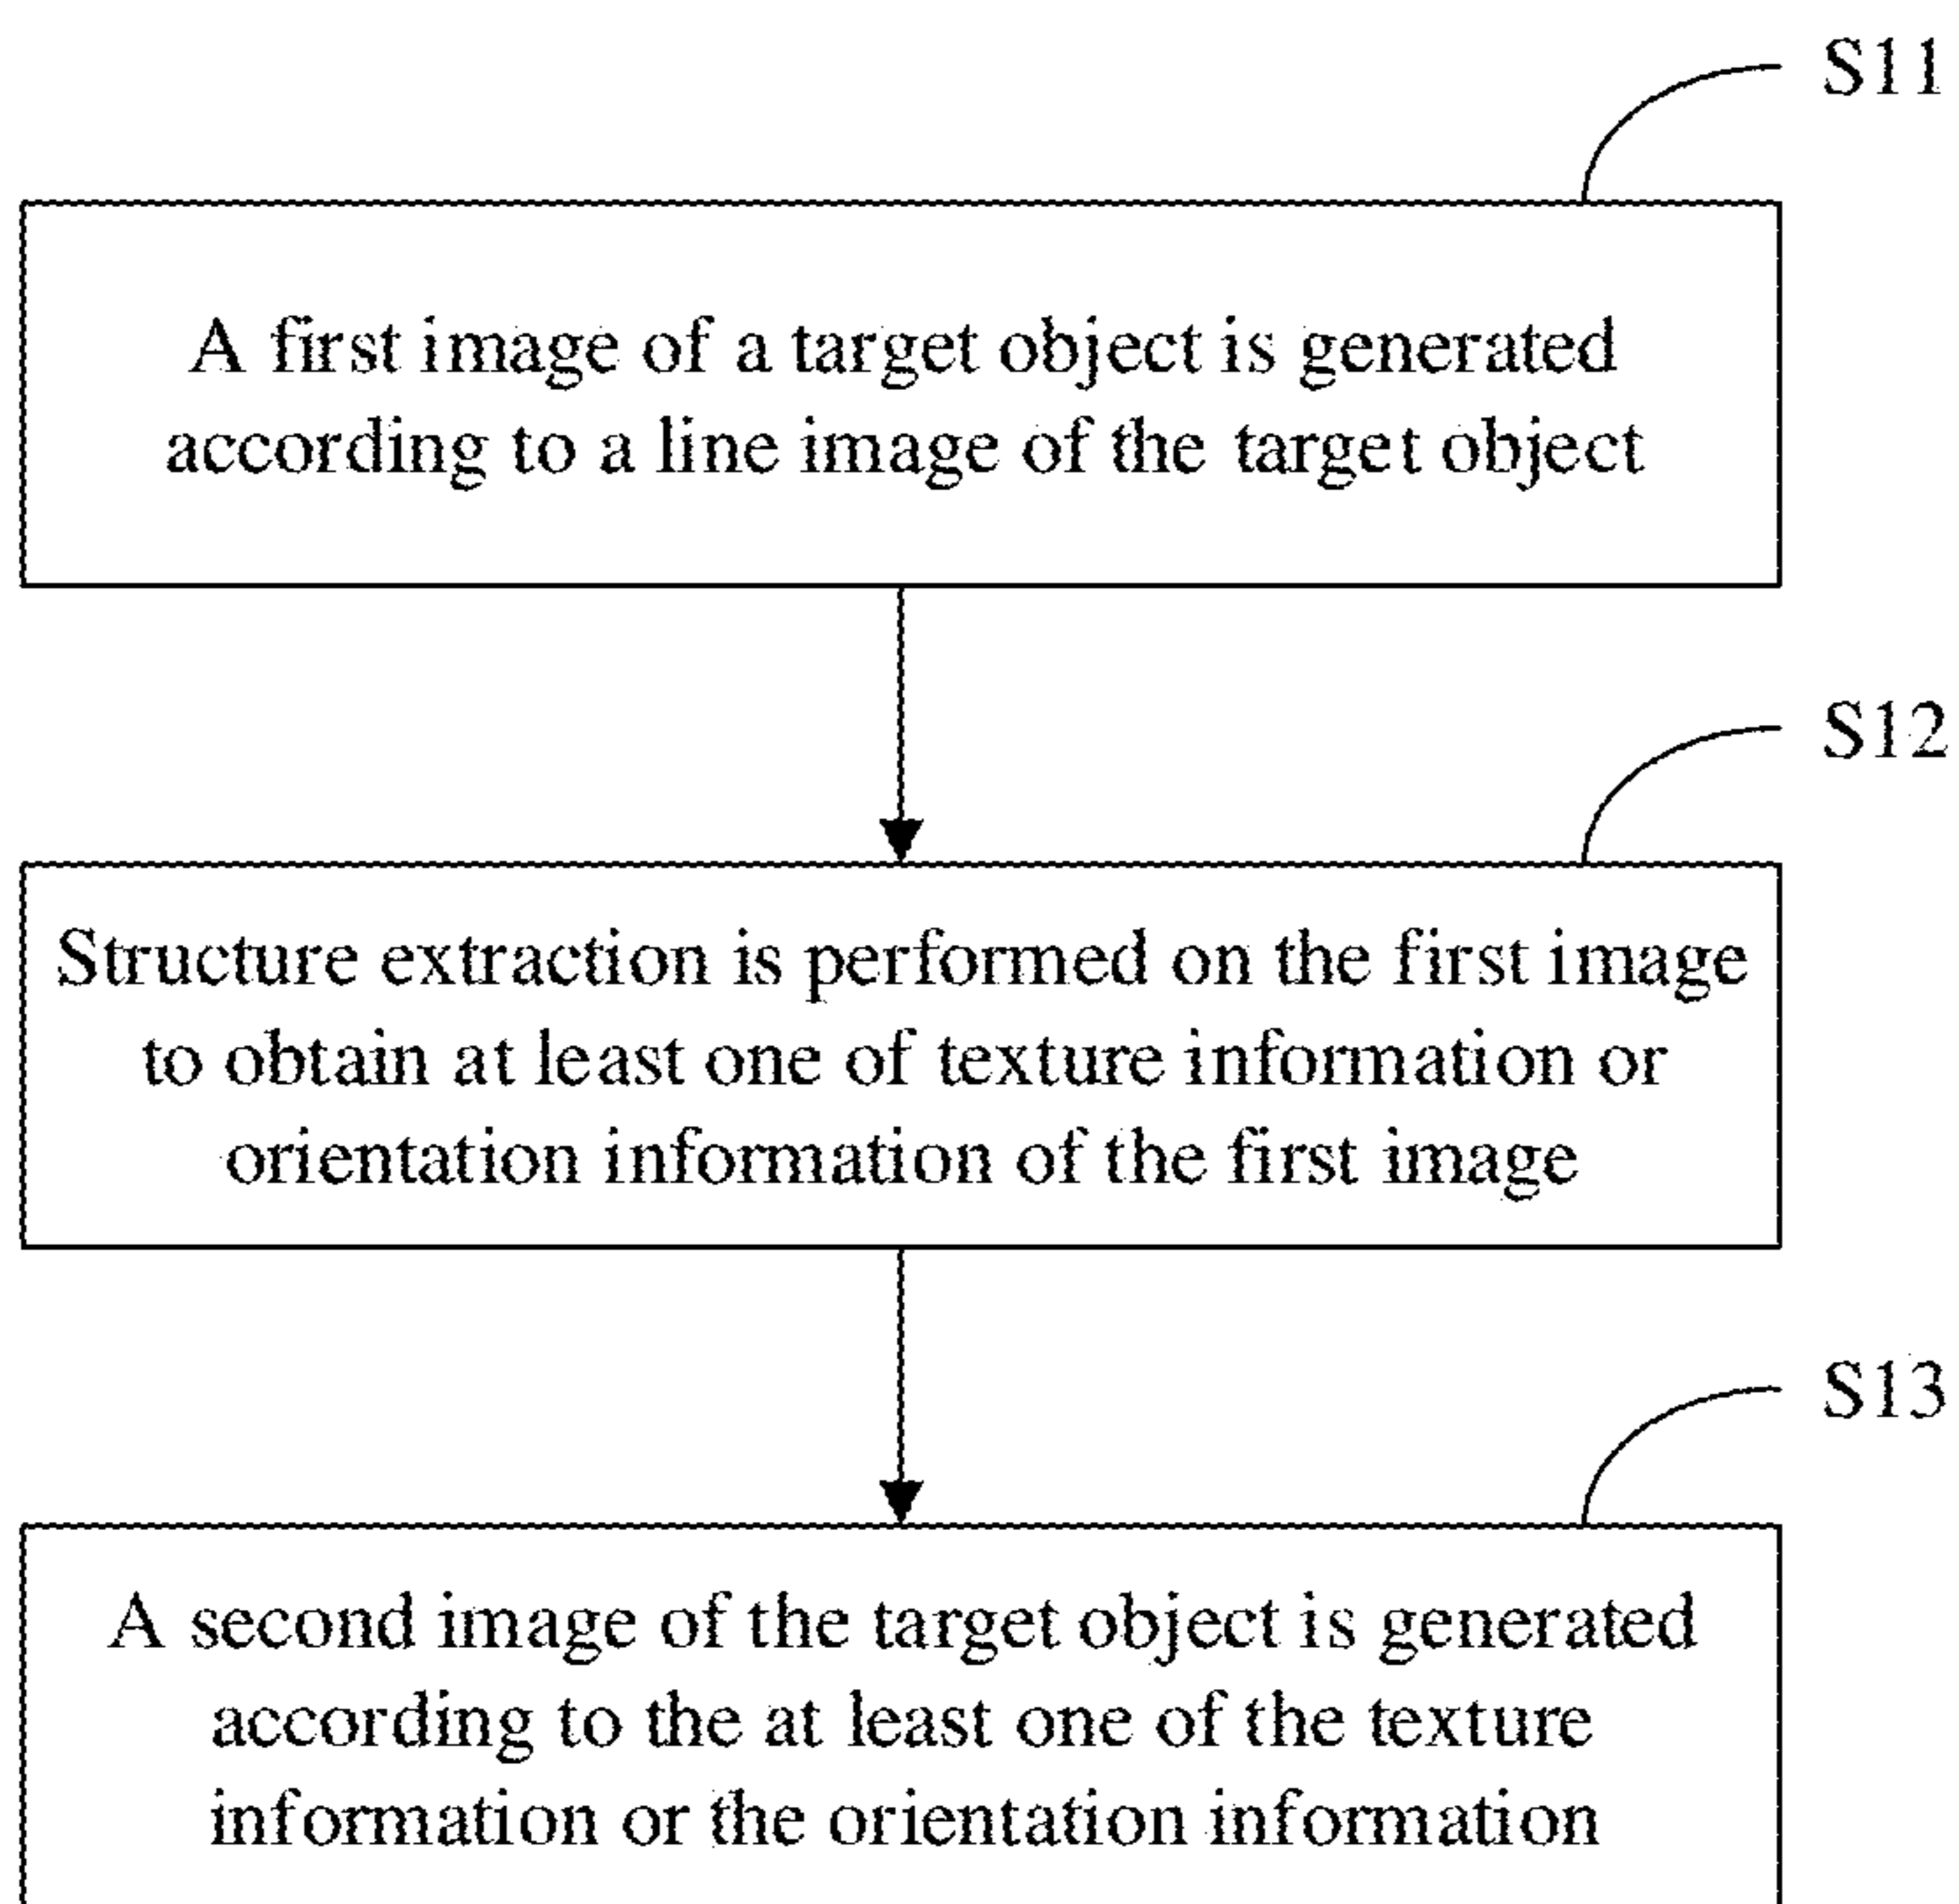 S11
A first image of a target object is generated
according to a line image of the target object
S12
Structure extraction is performed on the first image
to obtain at least one of texture information or
orientation information of the first image
S13
A second image of the target object is generated
according to the at least one of the texture
information or the orientation information